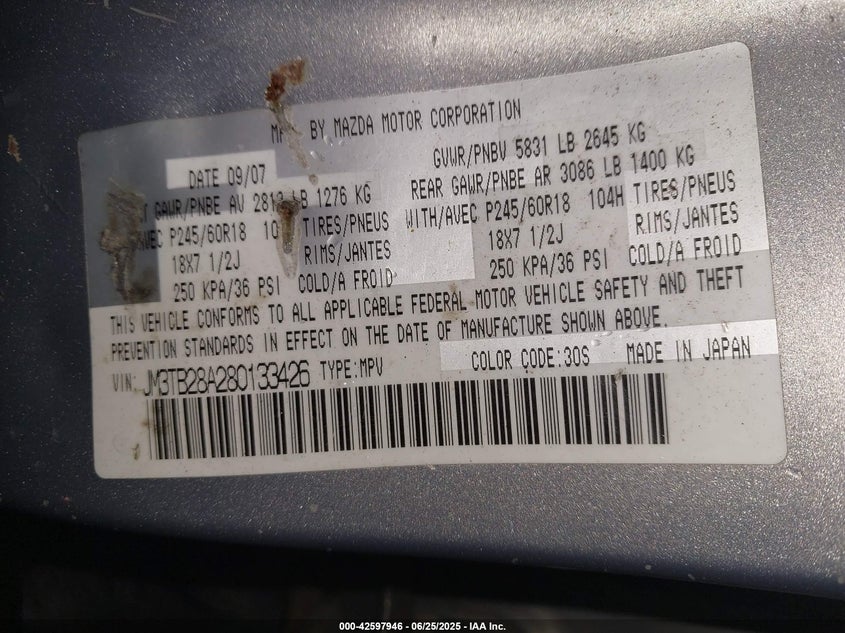 BY MAZDA MOTOR CORPORATION
DATE 09/07
GVWR/PNBV 5831 LB 2645 KG
GAWR/PNBE AV 2813 LB 1276 KG
REAR GAWR/PNBE AR 3086 LB 1400 KG
P245/60R18 TIRES/PNEUS
WITH/AVEC P245/60R18 104H TIRES/PNEUS
18X7 1/2J RIMS/JANTES
18X7 1/2J RIMS/JANTES
250 KPA/36 PSI COLD/A FROID
250 KPA/36 PSI COLD/A FROID
THIS VEHICLE CONFORMS TO ALL APPLICABLE FEDERAL MOTOR VEHICLE SAFETY AND THEFT
PREVENTION STANDARDS IN EFFECT ON THE DATE OF MANUFACTURE SHOWN ABOVE.
VIN: JM3TB28A280133426 TYPE:MPV COLOR CODE:30S MADE IN JAPAN
000-42597946 - 06/25/2025 - IAA Inc.